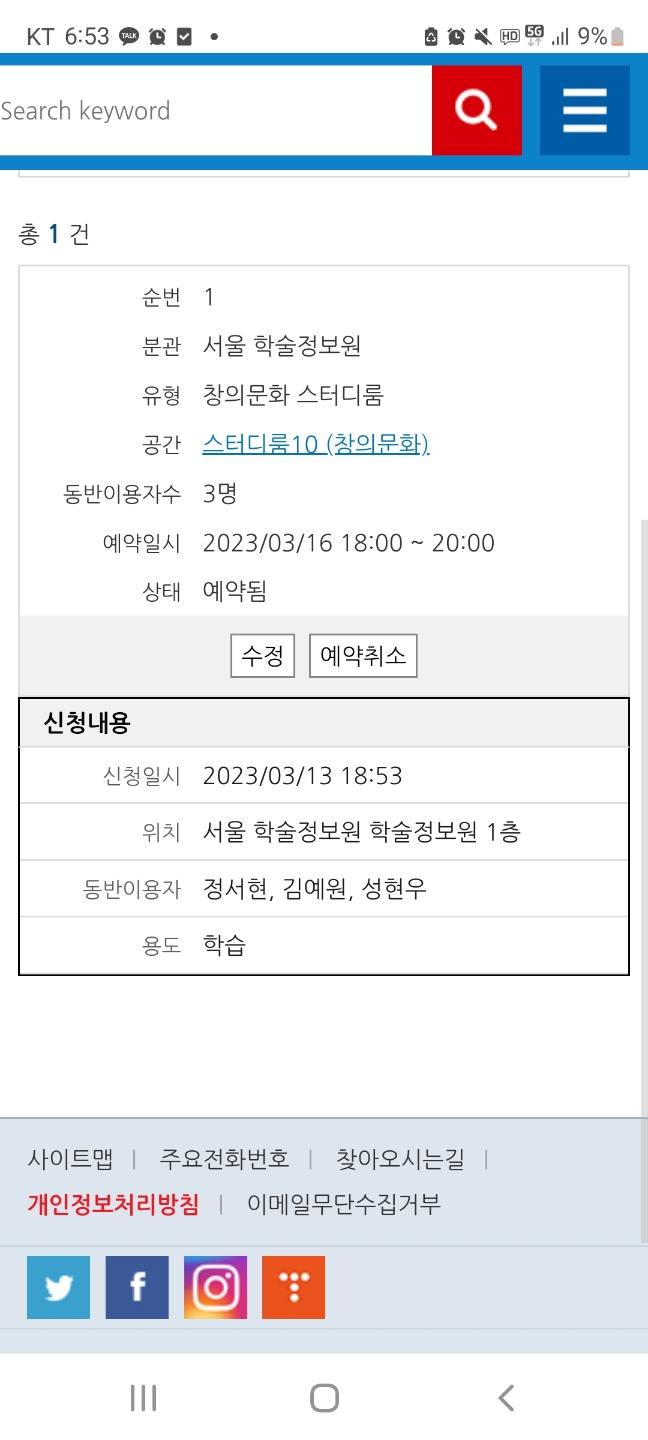 KT 6:53 TALK HD 5G 9%
Search keyword
총 1 건
순번 1
분관 서울 학술정보원
유형 창의문화 스터디룸
공간 스터디룸10 (창의문화)
동반이용자수 3명
예약일시 2023/03/16 18:00 ~ 20:00
상태 예약됨
수정 예약취소
신청내용
신청일시 2023/03/13 18:53
위치 서울 학술정보원 학술정보원 1층
동반이용자 정서현, 김예원, 성현우
용도 학습
사이트맵 | 주요전화번호 | 찾아오시는길 |
개인정보처리방침 | 이메일무단수집거부